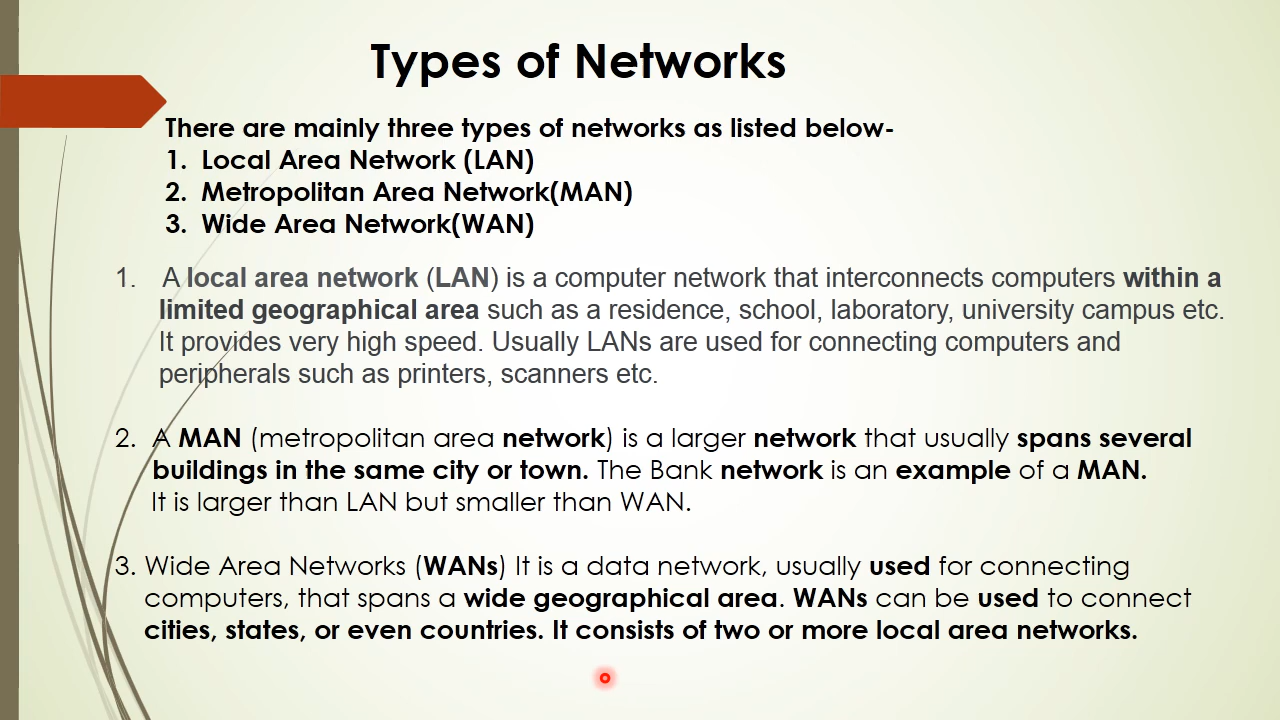 Types of Networks
There are mainly three types of networks as listed below-
1. Local Area Network (LAN)
2. Metropolitan Area Network(MAN)
3. Wide Area Network(WAN)
1. A local area network (LAN) is a computer network that interconnects computers within a
limited geographical area such as a residence, school, laboratory, university campus etc.
It provides very high speed. Usually LANs are used for connecting computers and
peripherals such as printers, scanners etc.
2. A MAN (metropolitan area network) is a larger network that usually spans several
buildings in the same city or town. The Bank network is an example of a MAN.
It is larger than LAN but smaller than WAN.
3. Wide Area Networks (WANs) It is a data network, usually used for connecting
computers, that spans a wide geographical area. WANs can be used to connect
cities, states, or even countries. It consists of two or more local area networks.